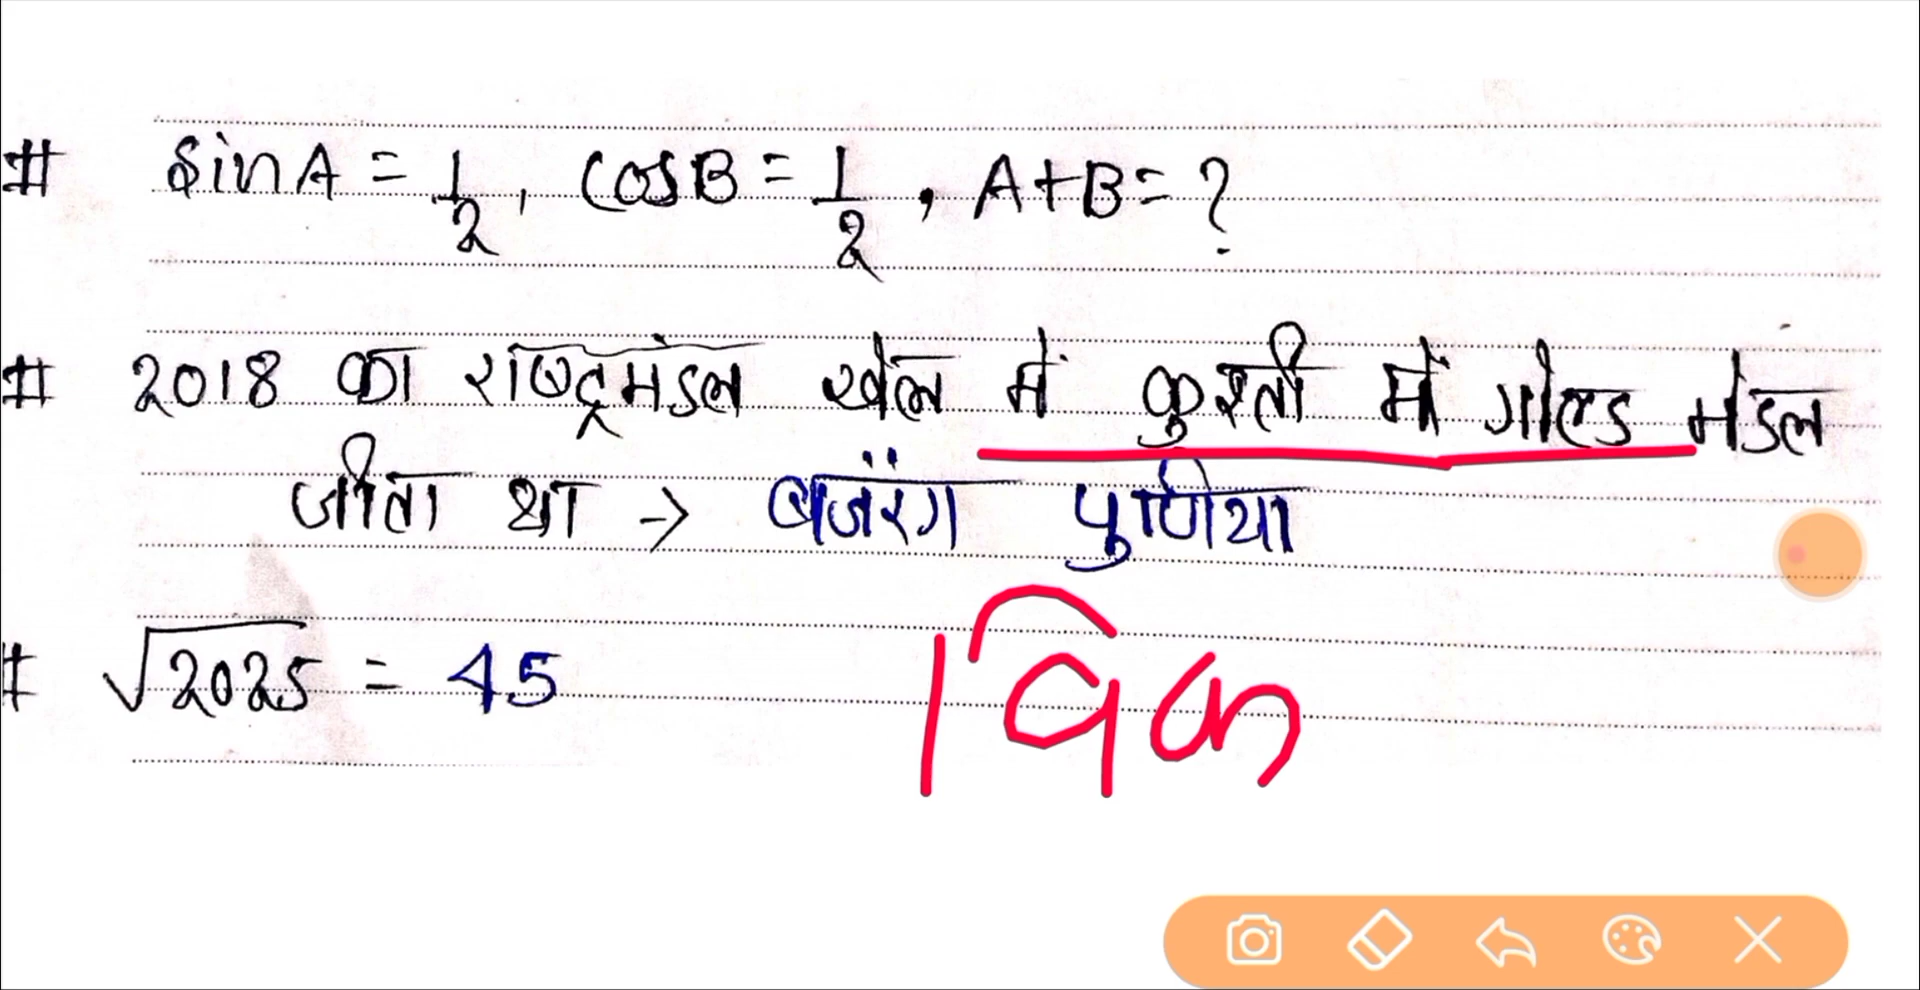 # sinA = 1/2, cosB = 1/2, A+B = ?
# 2018 का राष्ट्रमंडल खेल में कुश्ती में गोल्ड मेडल
जीता था → बजरंग पुणिया
# √2025 = 45
विक